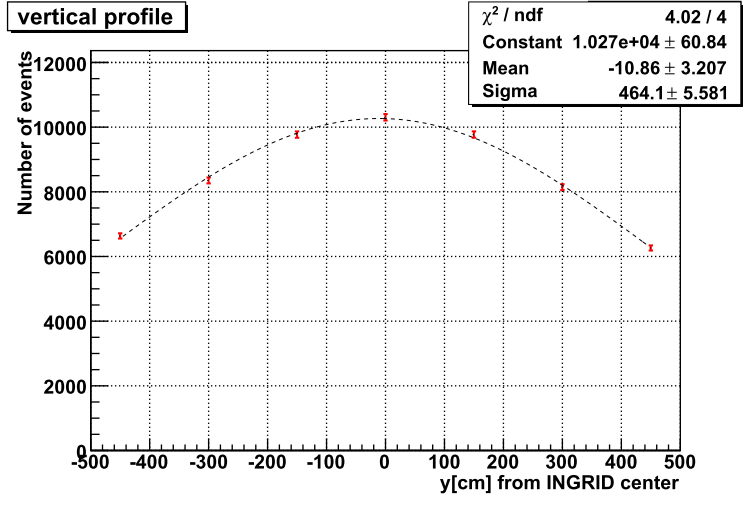 vertical profile
χ² / ndf 4.02 / 4
Constant 1.027e+04 ± 60.84
Mean -10.86 ± 3.207
Sigma 464.1 ± 5.581
Number of events
12000
10000
8000
6000
4000
2000
0
-500 -400 -300 -200 -100 0 100 200 300 400 500
y[cm] from INGRID center